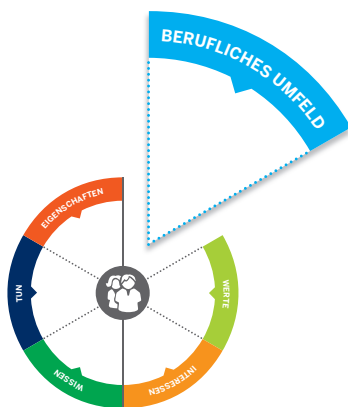 BERUFLICHES UMFELD
EIGENSCHAFTEN
TUN
WERTE
WISSEN
INTERESSEN